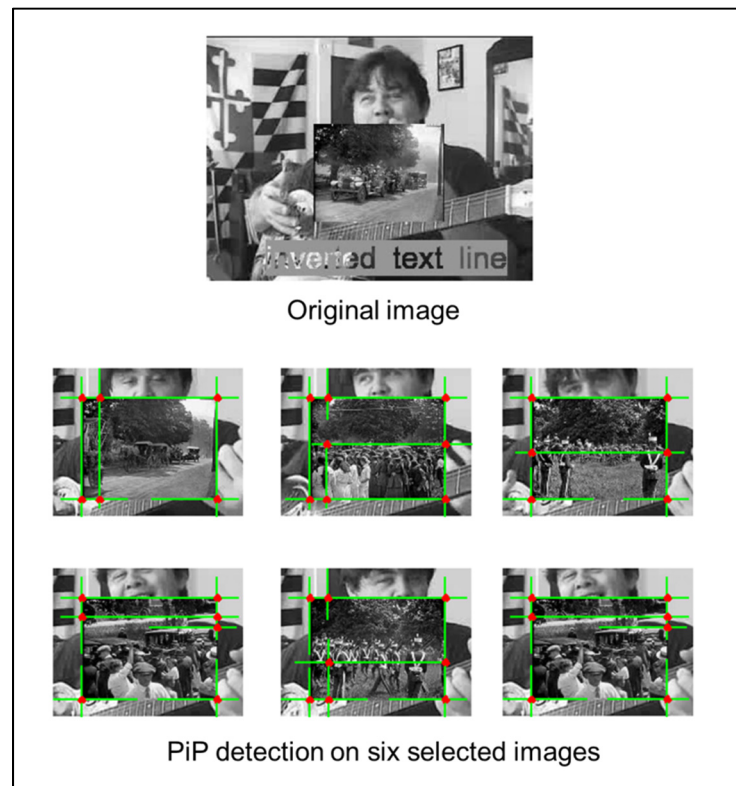 inverted text line
Original image
PiP detection on six selected images